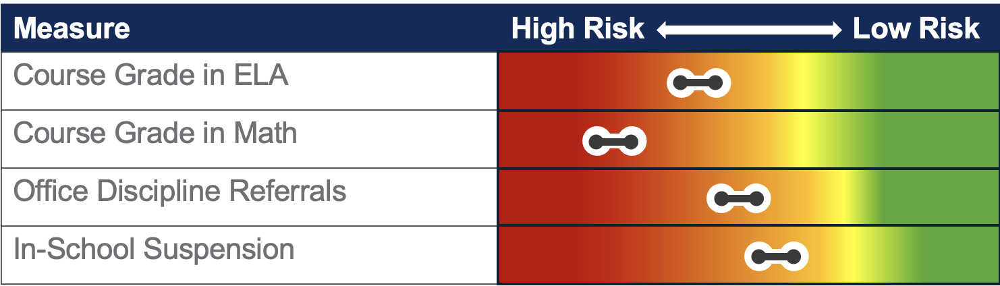 Measure High Risk Low Risk
Course Grade in ELA
Course Grade in Math
Office Discipline Referrals
In-School Suspension